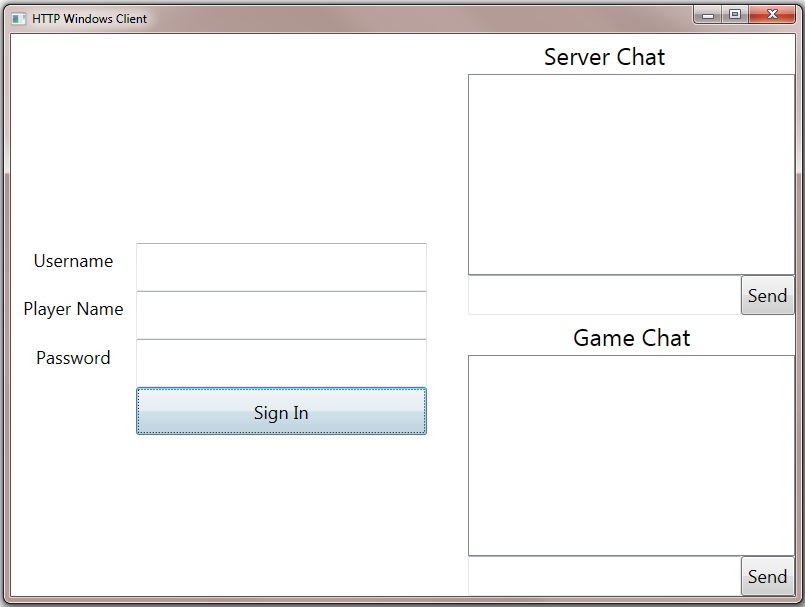 HTTP Windows Client
Username
Player Name
Password
Sign In
Server Chat
Send
Game Chat
Send